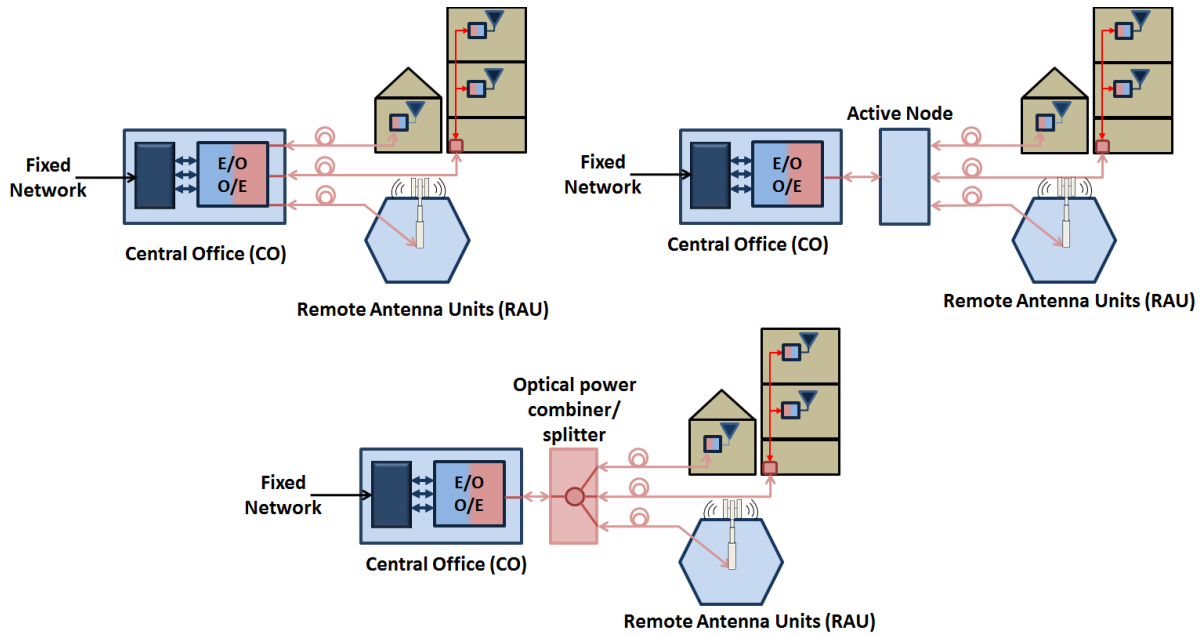 Fixed
Network
E/O
O/E
Central Office (CO)
Remote Antenna Units (RAU)
Active Node
Fixed
Network
E/O
O/E
Central Office (CO)
Remote Antenna Units (RAU)
Optical power
combiner/
splitter
Fixed
Network
E/O
O/E
Central Office (CO)
Remote Antenna Units (RAU)